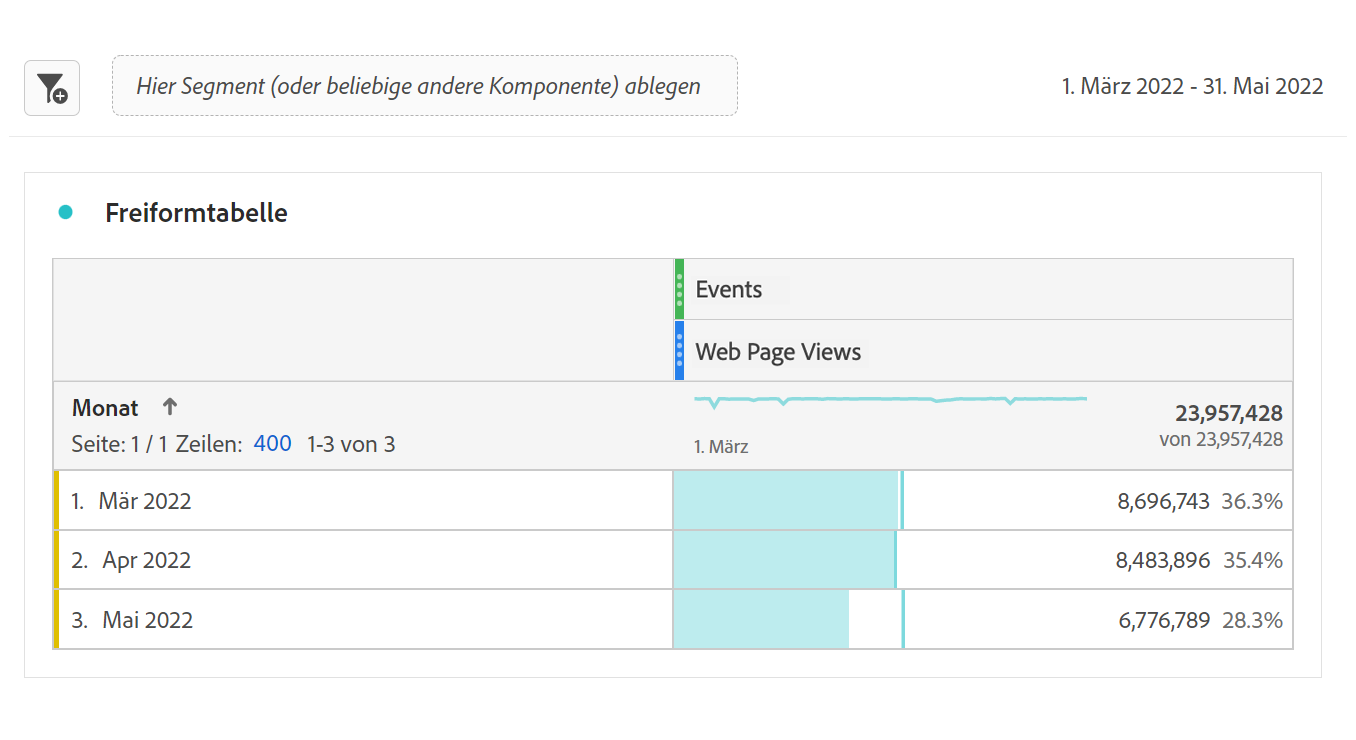 Hier Segment (oder beliebige andere Komponente) ablegen
1. März 2022 - 31. Mai 2022
Freiformtabelle
Events
Web Page Views
Monat
Seite: 1 / 1 Zeilen: 400 1-3 von 3
1. März
23,957,428
von 23,957,428
1. Mär 2022 8,696,743 36.3%
2. Apr 2022 8,483,896 35.4%
3. Mai 2022 6,776,789 28.3%